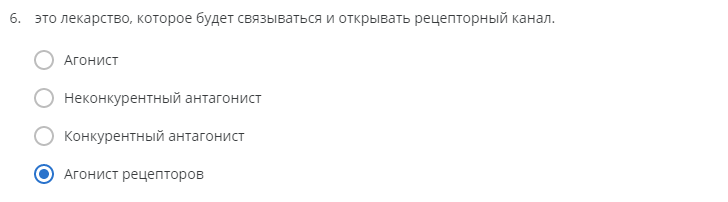 6. это лекарство, которое будет связываться и открывать рецепторный канал.
Агонист
Неконкурентный антагонист
Конкурентный антагонист
Агонист рецепторов